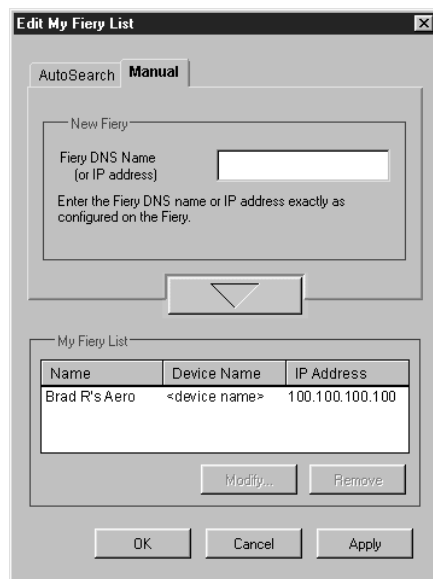 Edit My Fiery List
AutoSearch Manual
New Fiery
Fiery DNS Name
(or IP address)
Enter the Fiery DNS name or IP address exactly as
configured on the Fiery.
My Fiery List
Name Device Name IP Address
Brad R's Aero <device name> 100.100.100.100
Modify... Remove
OK Cancel Apply